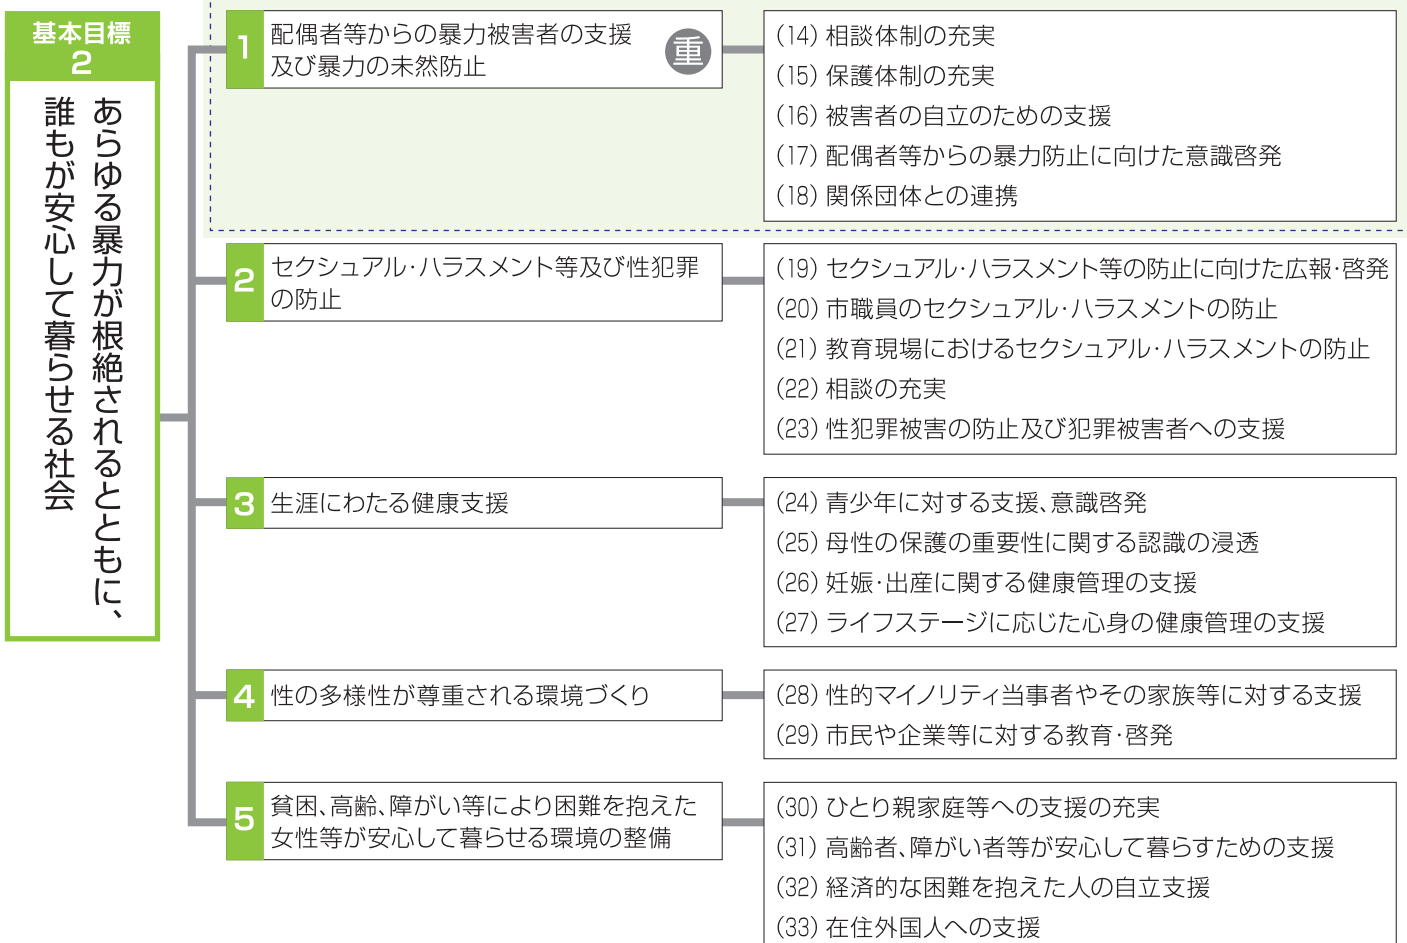 基本目標
2
あらゆる暴力が根絶されるとともに、
誰もが安心して暮らせる社会
1
配偶者等からの暴力被害者の支援
及び暴力の未然防止
重
(14) 相談体制の充実
(15) 保護体制の充実
(16) 被害者の自立のための支援
(17) 配偶者等からの暴力防止に向けた意識啓発
(18) 関係団体との連携
2
セクシュアル・ハラスメント等及び性犯罪
の防止
(19) セクシュアル・ハラスメント等の防止に向けた広報・啓発
(20) 市職員のセクシュアル・ハラスメントの防止
(21) 教育現場におけるセクシュアル・ハラスメントの防止
(22) 相談の充実
(23) 性犯罪被害の防止及び犯罪被害者への支援
3
生涯にわたる健康支援
(24) 青少年に対する支援、意識啓発
(25) 母性の保護の重要性に関する認識の浸透
(26) 妊娠・出産に関する健康管理の支援
(27) ライフステージに応じた心身の健康管理の支援
4
性の多様性が尊重される環境づくり
(28) 性的マイノリティ当事者やその家族等に対する支援
(29) 市民や企業等に対する教育・啓発
5
貧困、高齢、障がい等により困難を抱えた
女性等が安心して暮らせる環境の整備
(30) ひとり親家庭等への支援の充実
(31) 高齢者、障がい者等が安心して暮らすための支援
(32) 経済的な困難を抱えた人の自立支援
(33) 在住外国人への支援